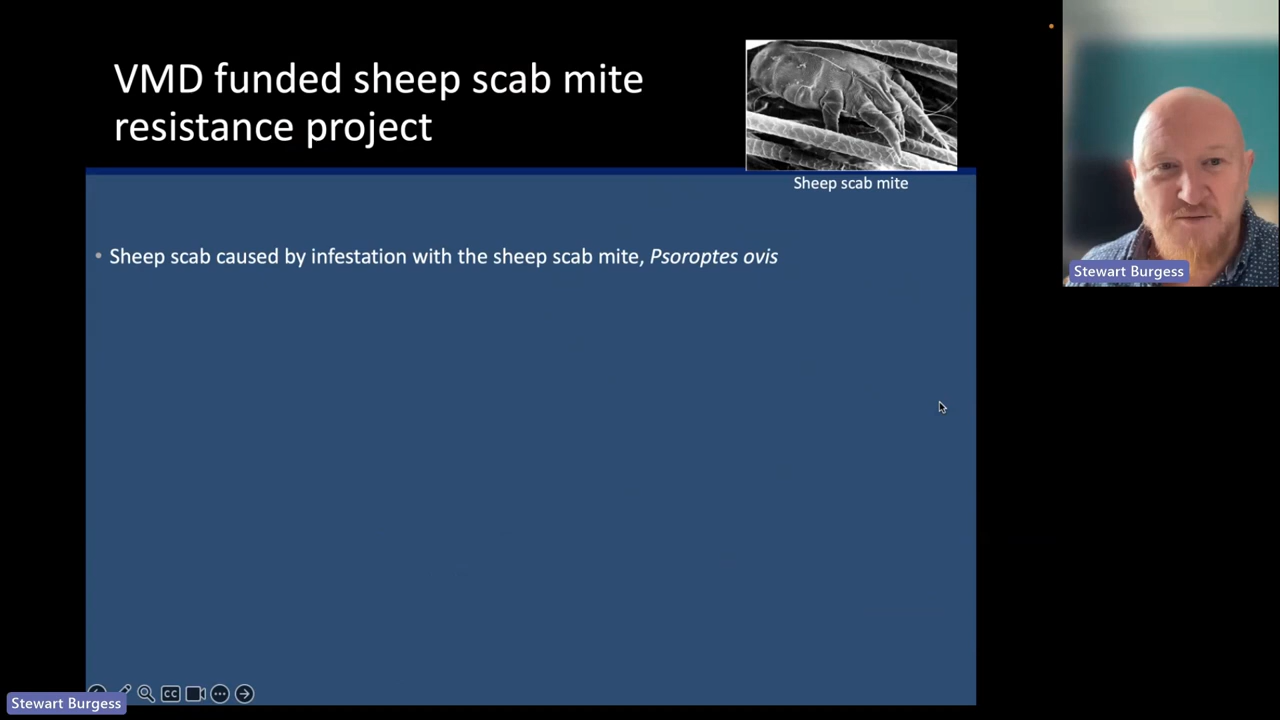 VMD funded sheep scab mite
resistance project
Sheep scab mite
• Sheep scab caused by infestation with the sheep scab mite, Psoroptes ovis
Stewart Burgess
CC
Stewart Burgess